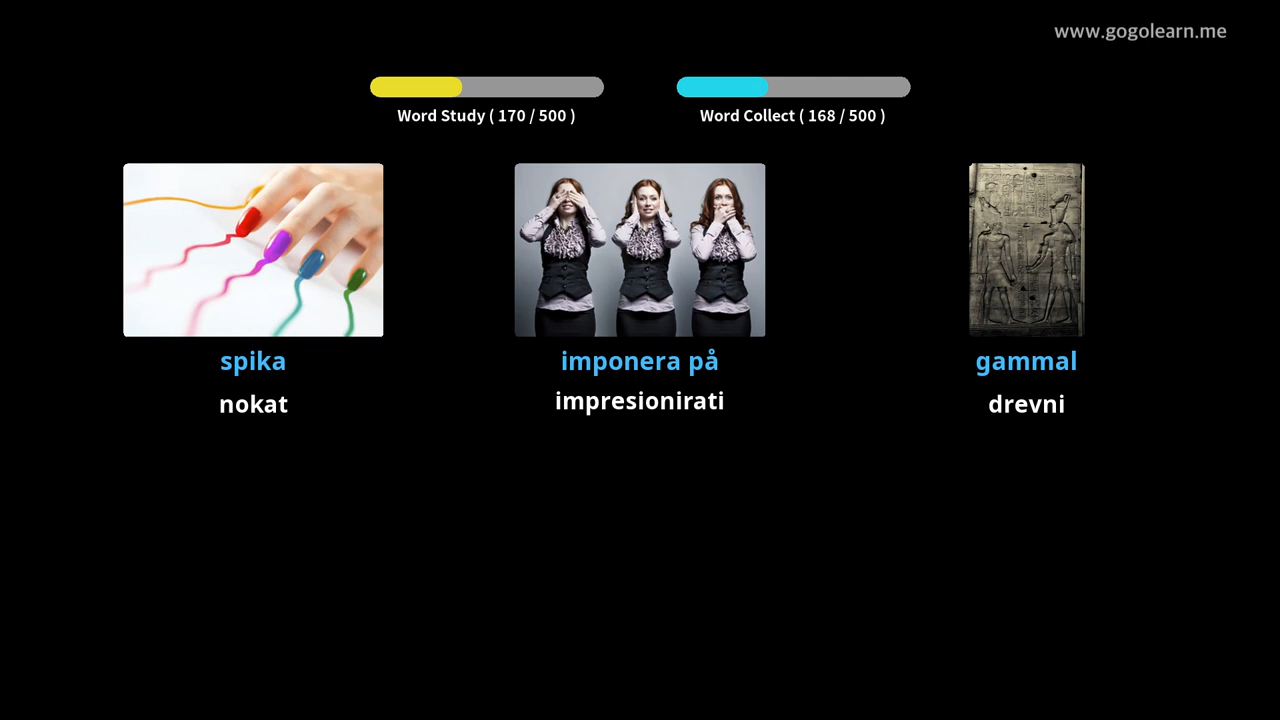 www.gogolearn.me
Word Study ( 170 / 500 )
Word Collect ( 168 / 500 )
spika
imponera på
gammal
nokat
impresionirati
drevni